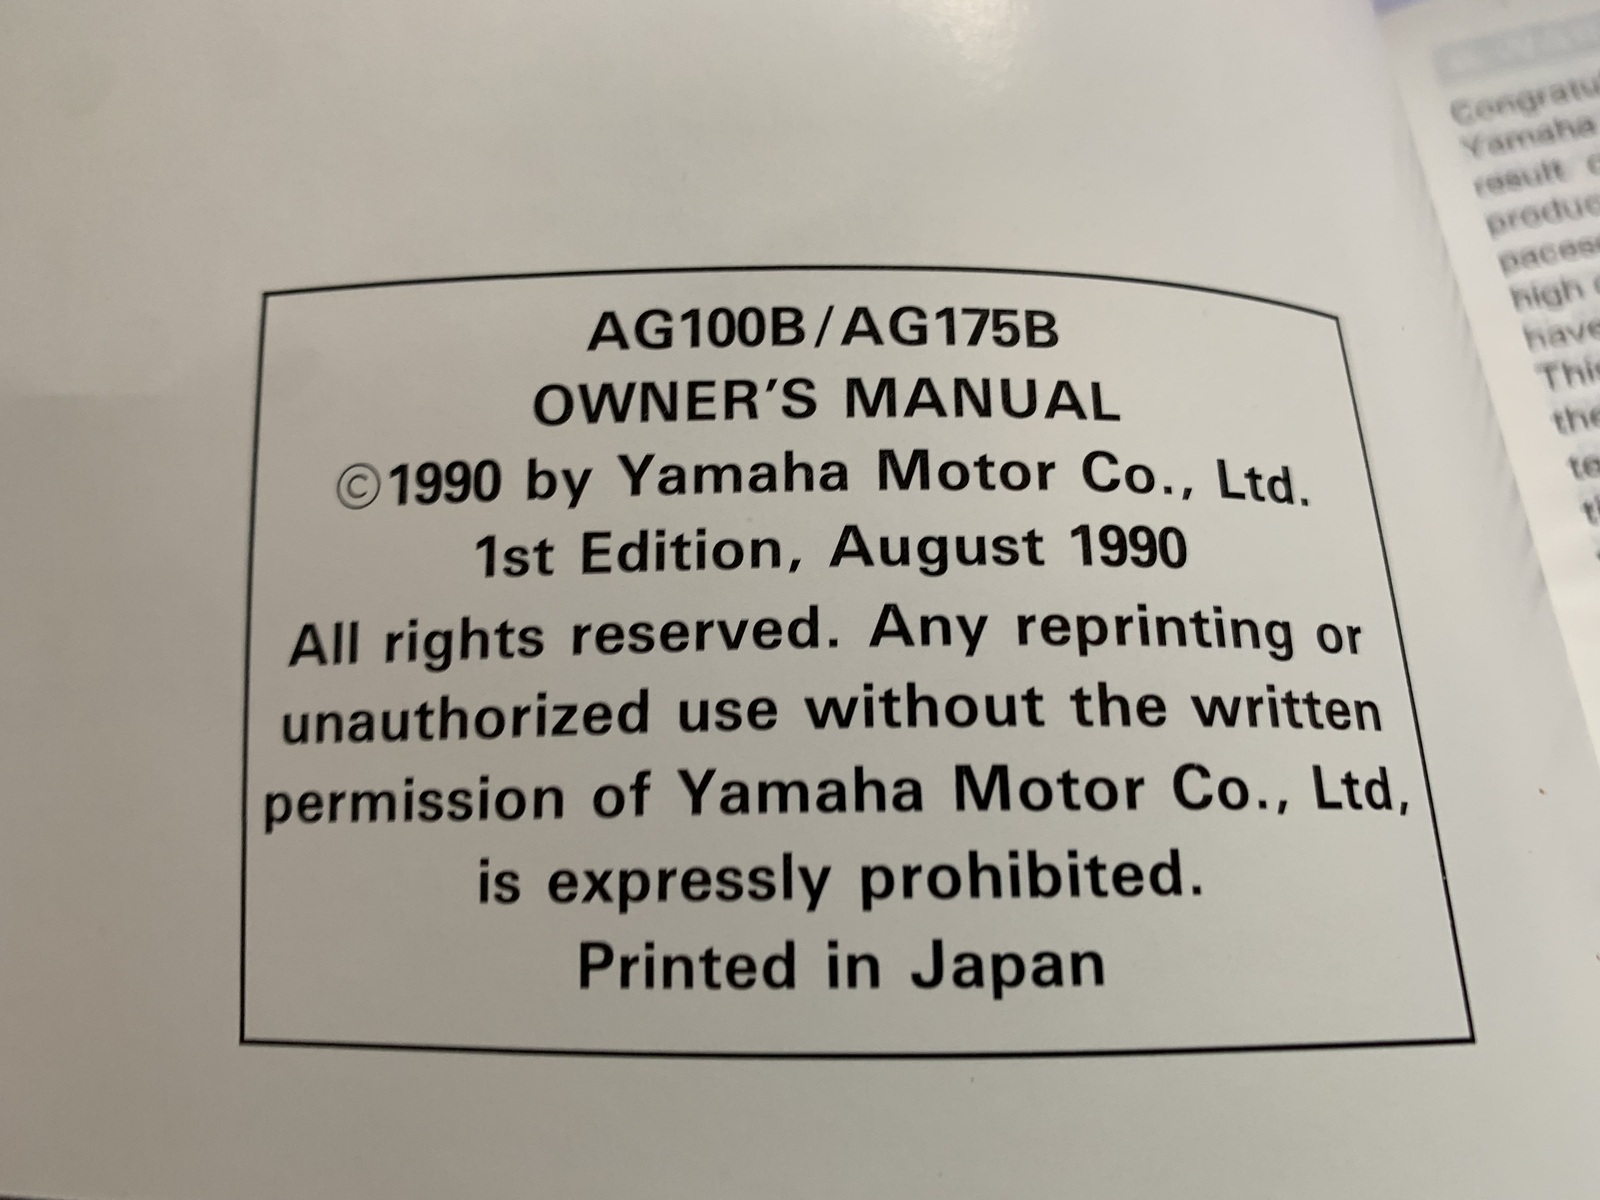 AG100B/AG175B
OWNER'S MANUAL
©1990 by Yamaha Motor Co., Ltd.
1st Edition, August 1990
All rights reserved. Any reprinting or
unauthorized use without the written
permission of Yamaha Motor Co., Ltd,
is expressly prohibited.
Printed in Japan
Yamaha
result
high
have